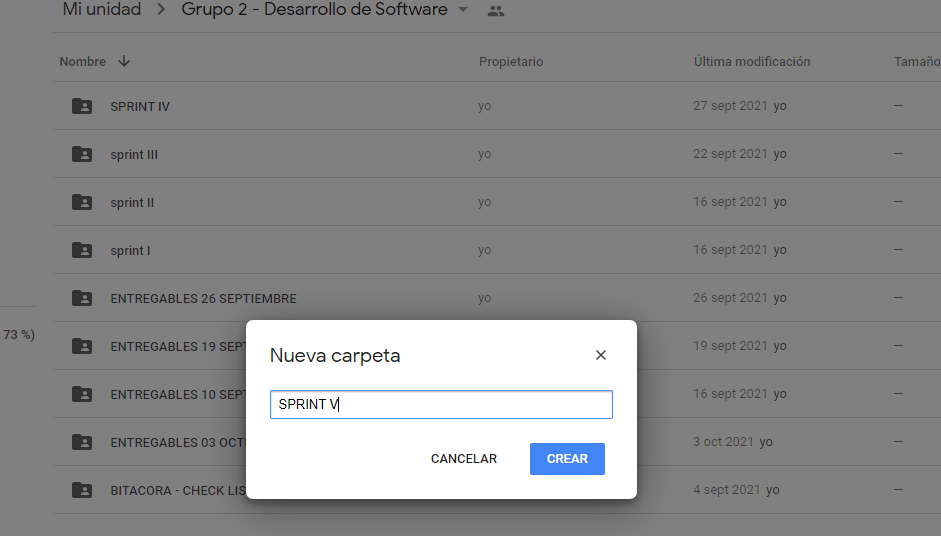 Mi unidad > Grupo 2 - Desarrollo de Software
Nombre Propietario Última modificación Tamaño
SPRINT IV yo 27 sept 2021 yo —
sprint III yo 22 sept 2021 yo —
sprint II yo 16 sept 2021 yo —
sprint I yo 16 sept 2021 yo —
ENTREGABLES 26 SEPTIEMBRE yo 26 sept 2021 yo —
73 %)
ENTREGABLES 19 SEPT 19 sept 2021 yo —
ENTREGABLES 10 SEPT 16 sept 2021 yo —
ENTREGABLES 03 OCTU 3 oct 2021 yo —
BITACORA - CHECK LIS 4 sept 2021 yo —
Nueva carpeta
SPRINT V
CANCELAR CREAR